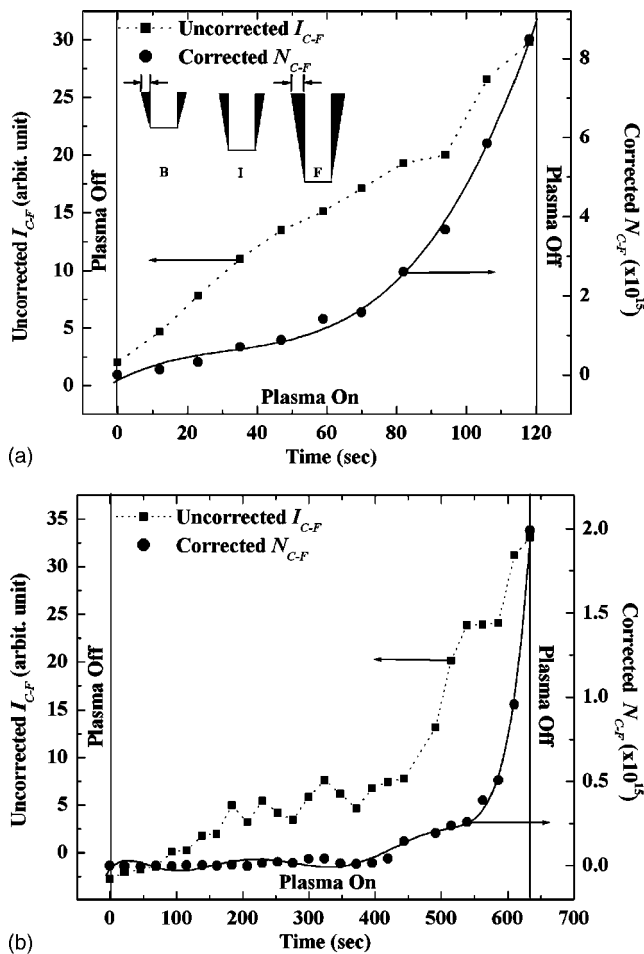 Uncorrected I_C-F
Corrected N_C-F
B
I
F
Plasma Off
Plasma Off
Plasma On
30
25
20
15
10
5
0
Uncorrected I_C-F (arbit. unit)
8
6
4
2
0
Corrected N_C-F (x10^15)
0 20 40 60 80 100 120
Time (sec)
(a)
Uncorrected I_C-F
Corrected N_C-F
Plasma Off
Plasma Off
Plasma On
35
30
25
20
15
10
5
0
Uncorrected I_C-F (arbit. unit)
2.0
1.5
1.0
0.5
0.0
Corrected N_C-F (x10^15)
0 100 200 300 400 500 600 700
Time (sec)
(b)